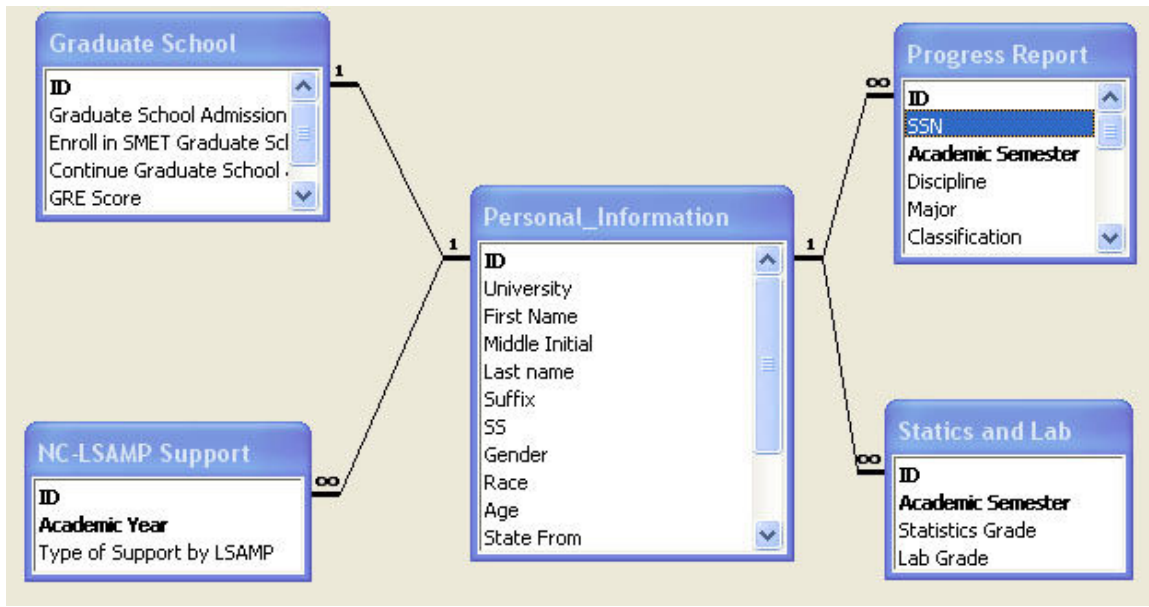 Graduate School
ID
Graduate School Admission
Enroll in SMET Graduate Scl
Continue Graduate School
GRE Score
1
Progress Report
ID
SSN
Academic Semester
Discipline
Major
Classification
∞
Personal_Information
ID
University
First Name
Middle Initial
Last name
Suffix
SS
Gender
Race
Age
State From
1
1
NC-LSAMP Support
ID
Academic Year
Type of Support by LSAMP
∞
Statics and Lab
ID
Academic Semester
Statistics Grade
Lab Grade
∞